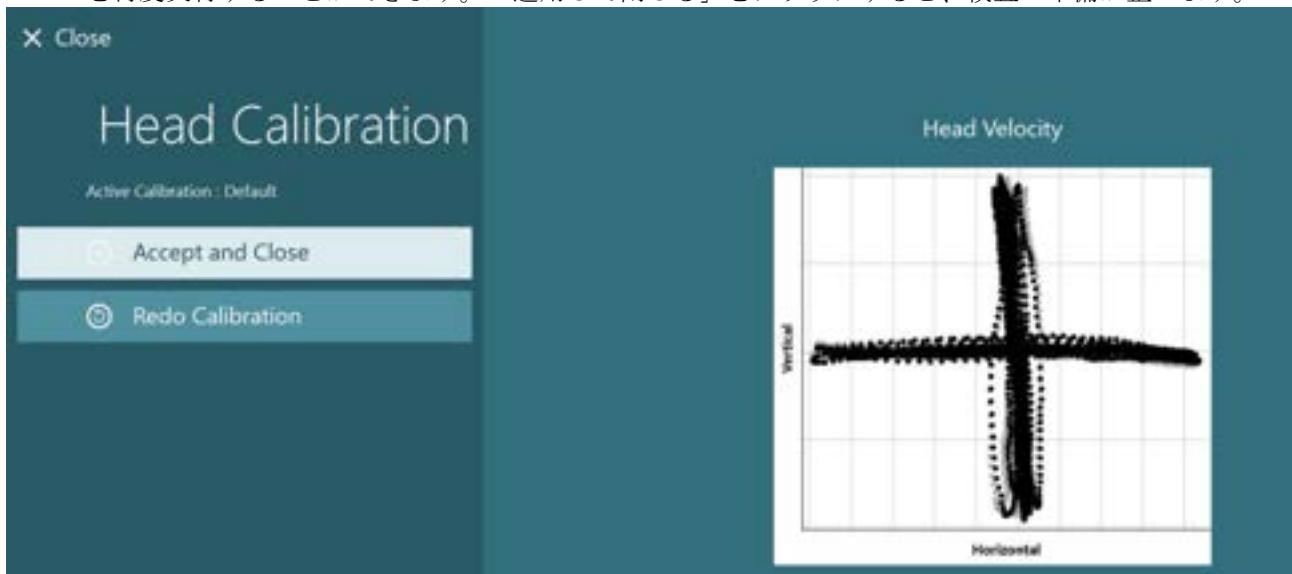 × Close
Head Calibration
Active Calibration : Default
Accept and Close
Redo Calibration
Head Velocity
Vertical
Horizontal